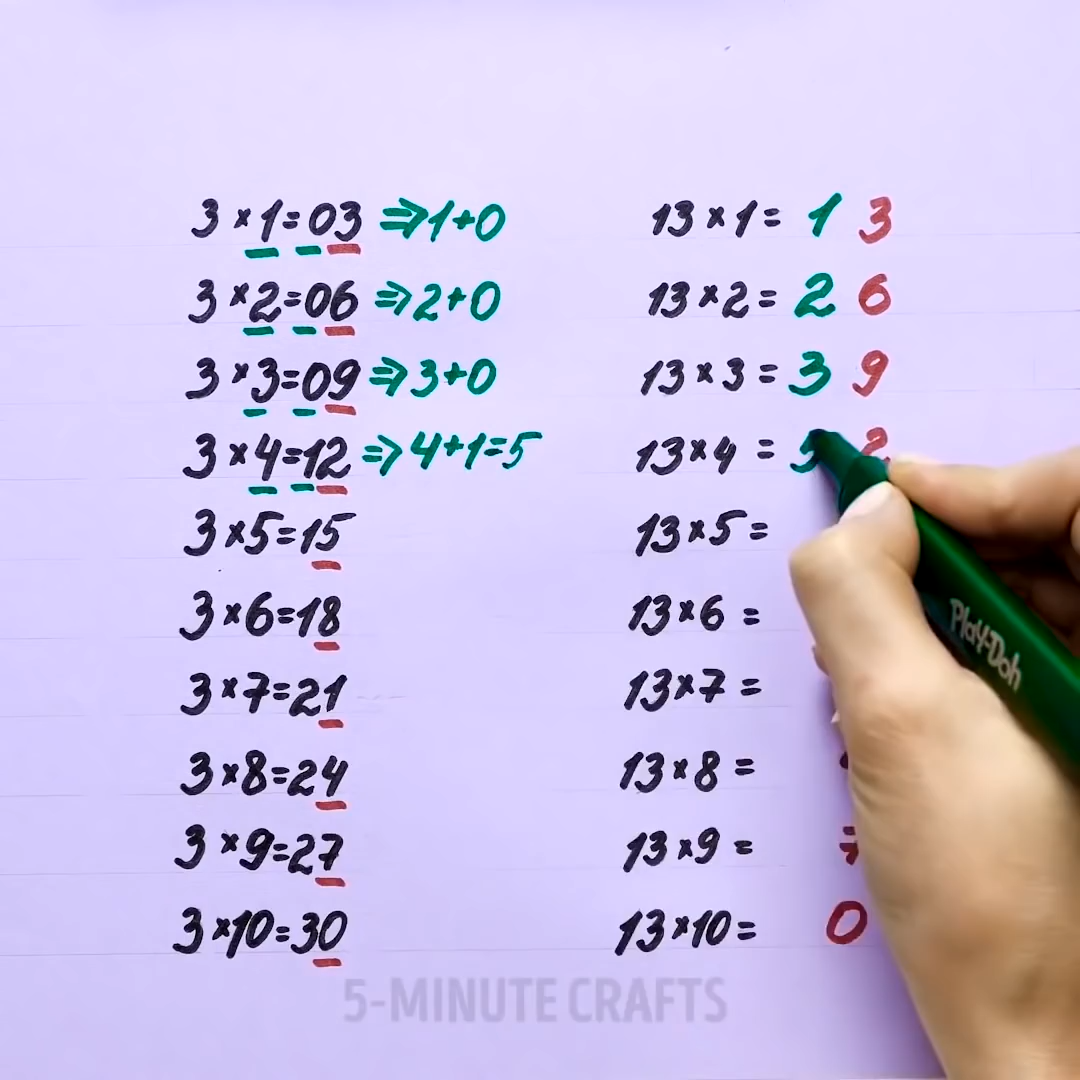 3×1=03 ⇒1+0 13×1= 1 3
3×2=06 ⇒2+0 13×2= 2 6
3×3=09 ⇒3+0 13×3= 3 9
3×4=12 ⇒4+1=5 13×4= 5 2
3×5=15 13×5=
3×6=18 13×6=
3×7=21 13×7=
3×8=24 13×8=
3×9=27 13×9= 7
3×10=30 13×10= 0
Play-Doh
5-MINUTE CRAFTS